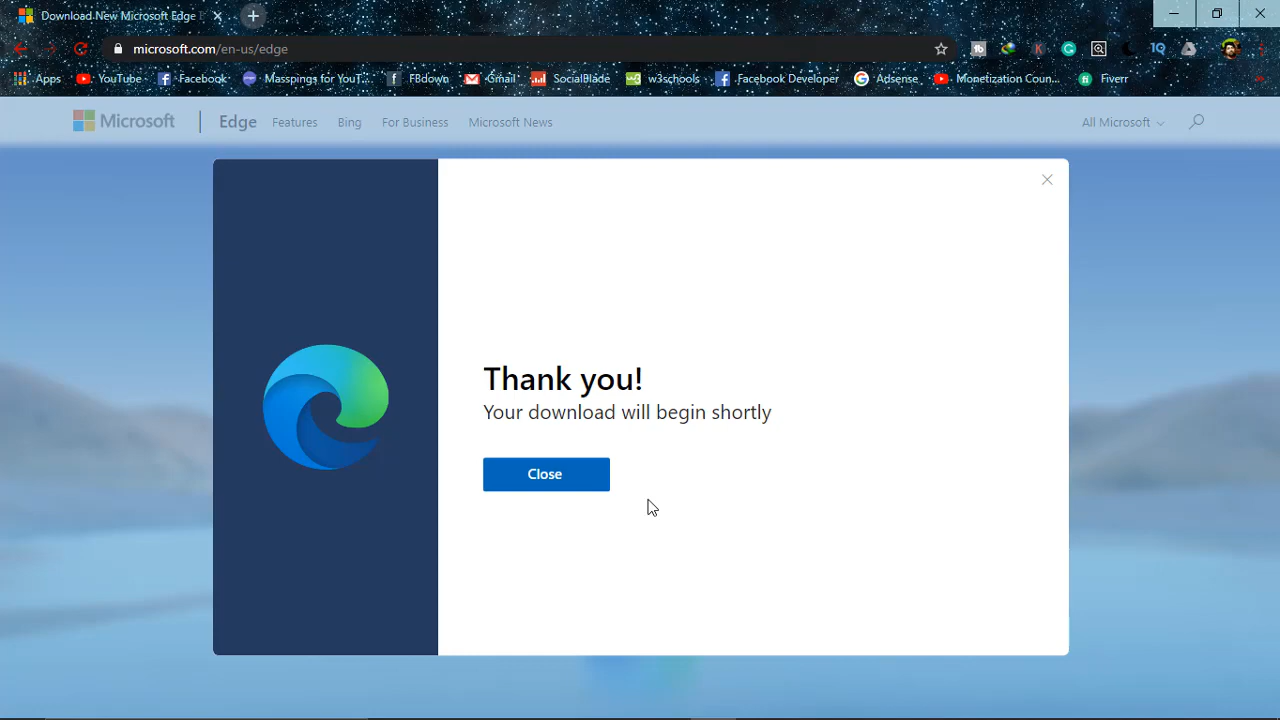 Download New Microsoft Edge
microsoft.com/en-us/edge
Apps YouTube Facebook Masspings for YouT... FBdown Gmail SocialBlade w3schools Facebook Developer Adsense Monetization Coun... Fiverr
Microsoft Edge Features Bing For Business Microsoft News All Microsoft
Thank you!
Your download will begin shortly
Close